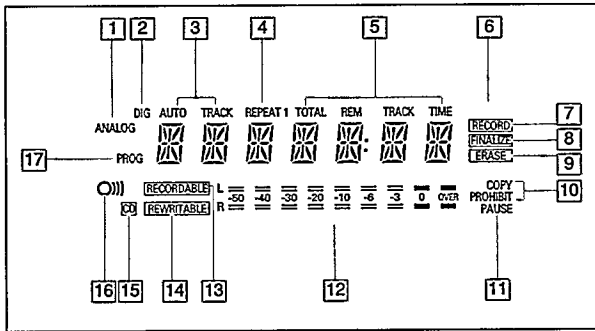 1 2 3 4 5 6
DIG AUTO TRACK REPEAT 1 TOTAL REM TRACK TIME
ANALOG
RECORD 7
FINALIZE 8
17 PROG
ERASE 9
RECORDABLE L
COPY
-50 -40 -30 -20 -10 -6 -3 0 OVER
PROHIBIT 10
CD REWRITABLE R
PAUSE
16 15 14 13 12 11